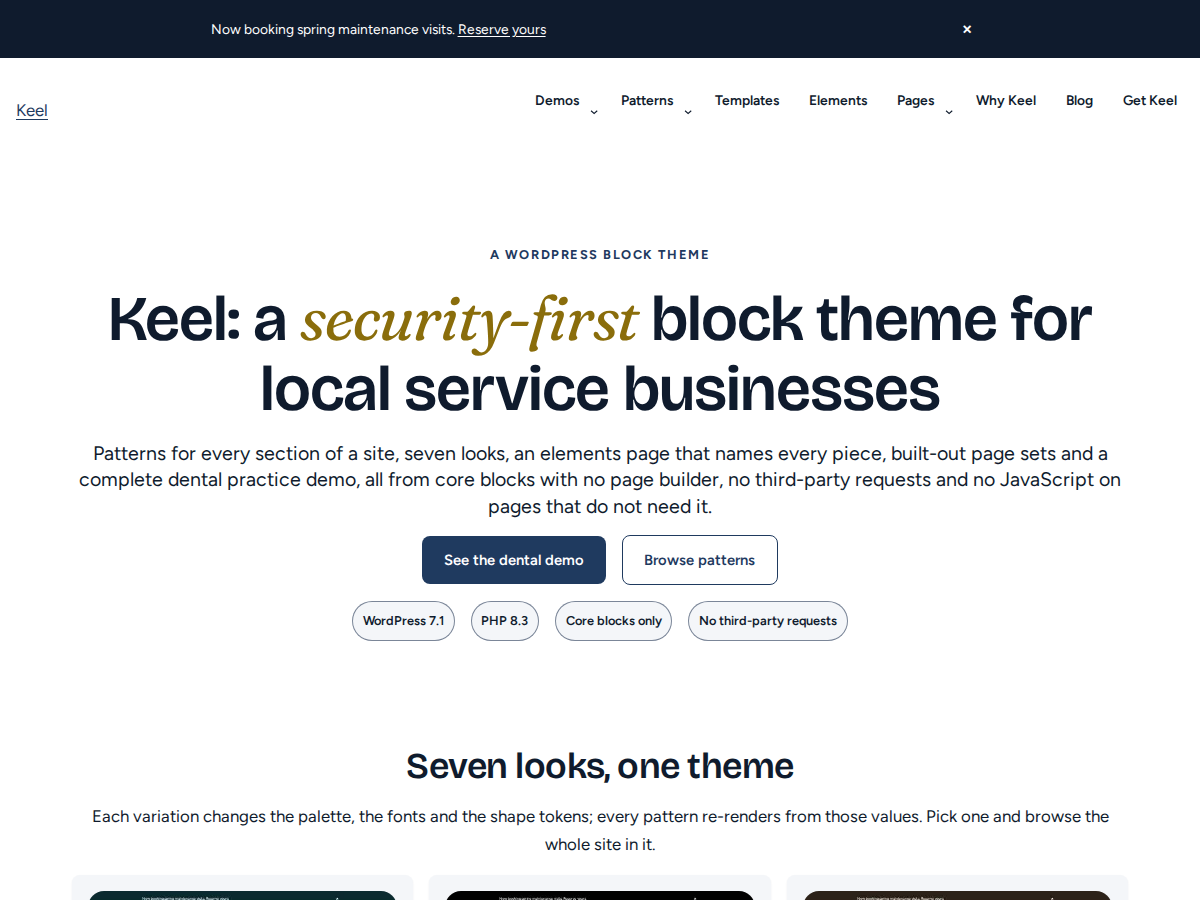 Now booking spring maintenance visits. Reserve yours ×
Keel
Demos Patterns Templates Elements Pages Why Keel Blog Get Keel
A WORDPRESS BLOCK THEME
Keel: a security-first block theme for
local service businesses
Patterns for every section of a site, seven looks, an elements page that names every piece, built-out page sets and a
complete dental practice demo, all from core blocks with no page builder, no third-party requests and no JavaScript on
pages that do not need it.
See the dental demo Browse patterns
WordPress 7.1 PHP 8.3 Core blocks only No third-party requests
Seven looks, one theme
Each variation changes the palette, the fonts and the shape tokens; every pattern re-renders from those values. Pick one and browse the
whole site in it.